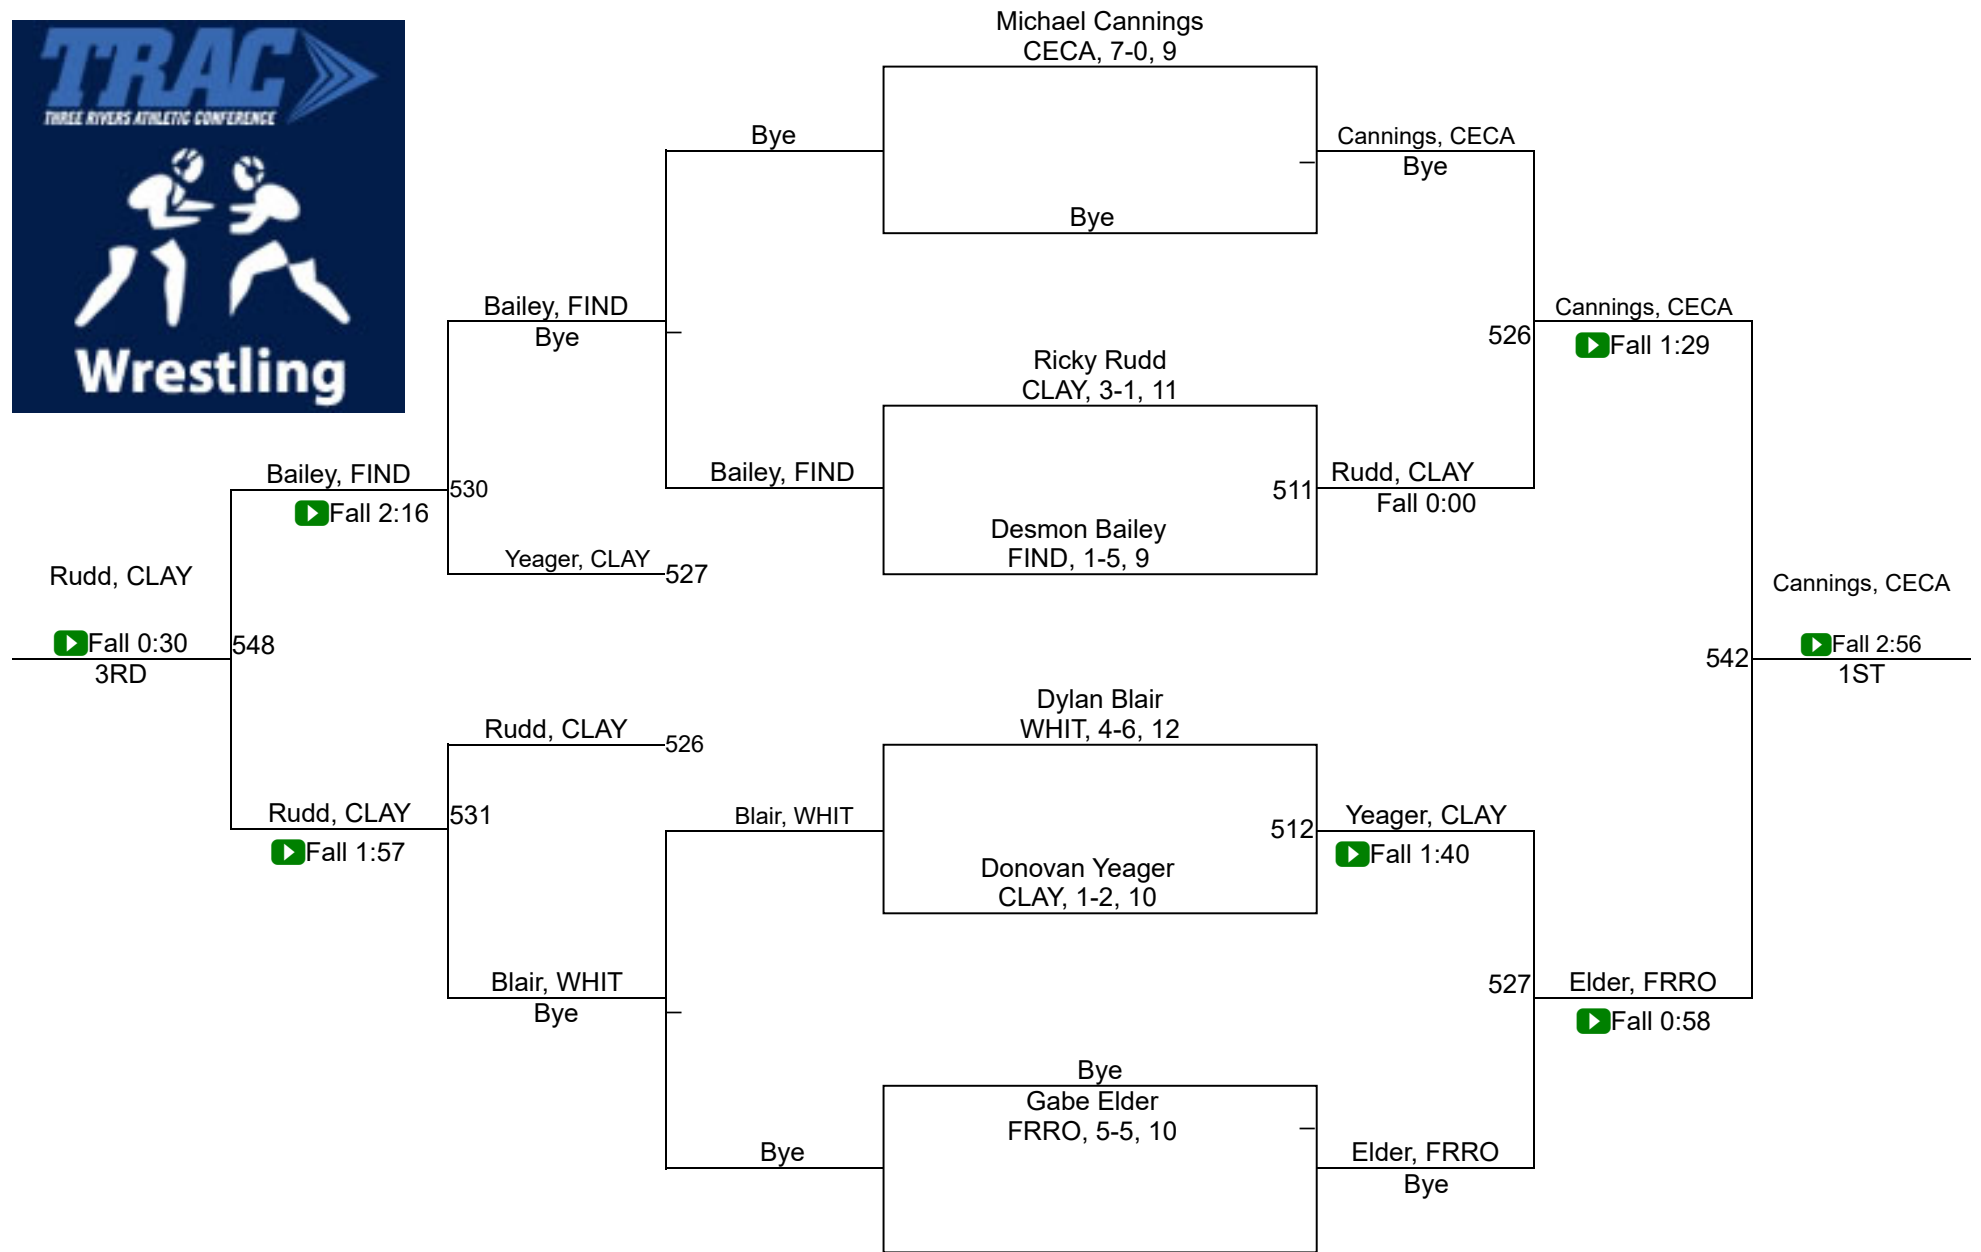 TRAC
THREE RIVERS ATHLETIC CONFERENCE
Wrestling
Michael Cannings
CECA, 7-0, 9
Bye
Bye
Cannings, CECA
Bye
Bailey, FIND
Bye
Cannings, CECA
526
Fall 1:29
Ricky Rudd
CLAY, 3-1, 11
Bailey, FIND
530
Fall 2:16
Bailey, FIND
511
Rudd, CLAY
Fall 0:00
Desmon Bailey
FIND, 1-5, 9
Yeager, CLAY
527
Rudd, CLAY
Fall 0:30
3RD
548
Cannings, CECA
542
Fall 2:56
1ST
Dylan Blair
WHIT, 4-6, 12
Rudd, CLAY
526
Rudd, CLAY
531
Fall 1:57
Blair, WHIT
512
Yeager, CLAY
Fall 1:40
Donovan Yeager
CLAY, 1-2, 10
Blair, WHIT
Bye
527
Elder, FRRO
Fall 0:58
Bye
Gabe Elder
FRRO, 5-5, 10
Bye
Elder, FRRO
Bye